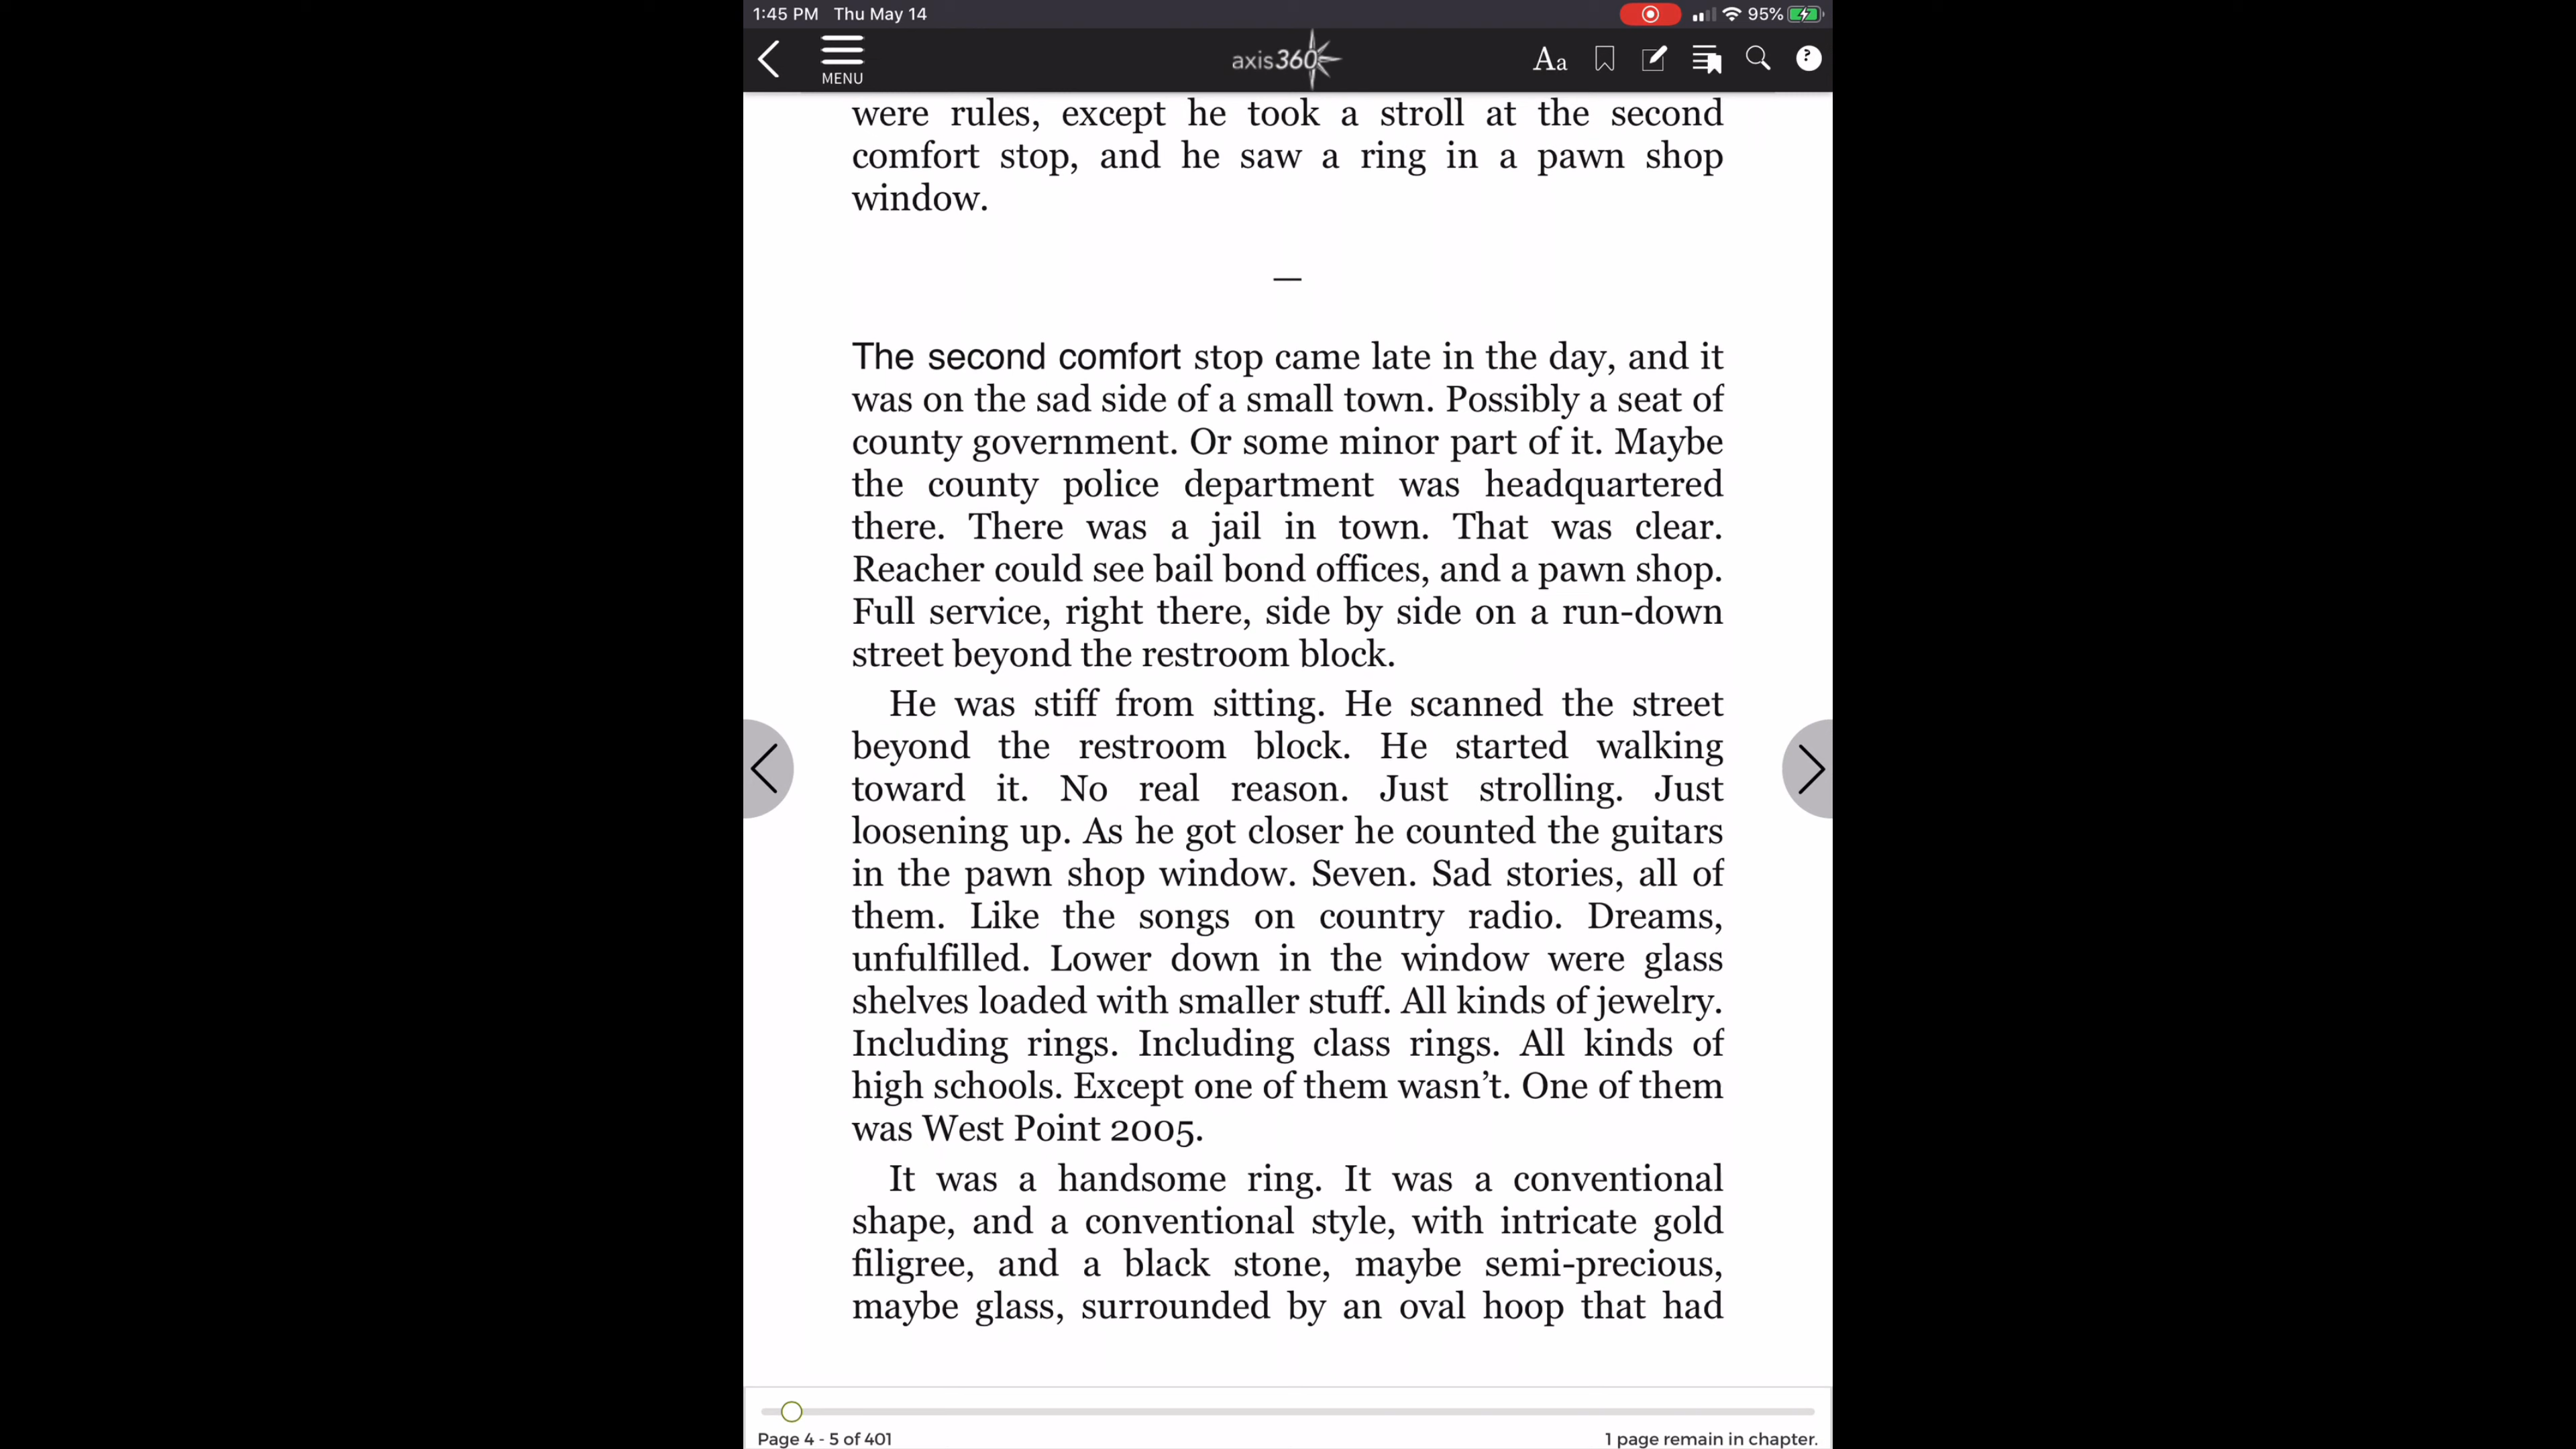 1:45 PM Thu May 14
95%
MENU
axis360
Aa
?
were rules, except he took a stroll at the second
comfort stop, and he saw a ring in a pawn shop
window.
—
The second comfort stop came late in the day, and it
was on the sad side of a small town. Possibly a seat of
county government. Or some minor part of it. Maybe
the county police department was headquartered
there. There was a jail in town. That was clear.
Reacher could see bail bond offices, and a pawn shop.
Full service, right there, side by side on a run-down
street beyond the restroom block.
He was stiff from sitting. He scanned the street
beyond the restroom block. He started walking
toward it. No real reason. Just strolling. Just
loosening up. As he got closer he counted the guitars
in the pawn shop window. Seven. Sad stories, all of
them. Like the songs on country radio. Dreams,
unfulfilled. Lower down in the window were glass
shelves loaded with smaller stuff. All kinds of jewelry.
Including rings. Including class rings. All kinds of
high schools. Except one of them wasn’t. One of them
was West Point 2005.
It was a handsome ring. It was a conventional
shape, and a conventional style, with intricate gold
filigree, and a black stone, maybe semi-precious,
maybe glass, surrounded by an oval hoop that had
Page 4 - 5 of 401
1 page remain in chapter.